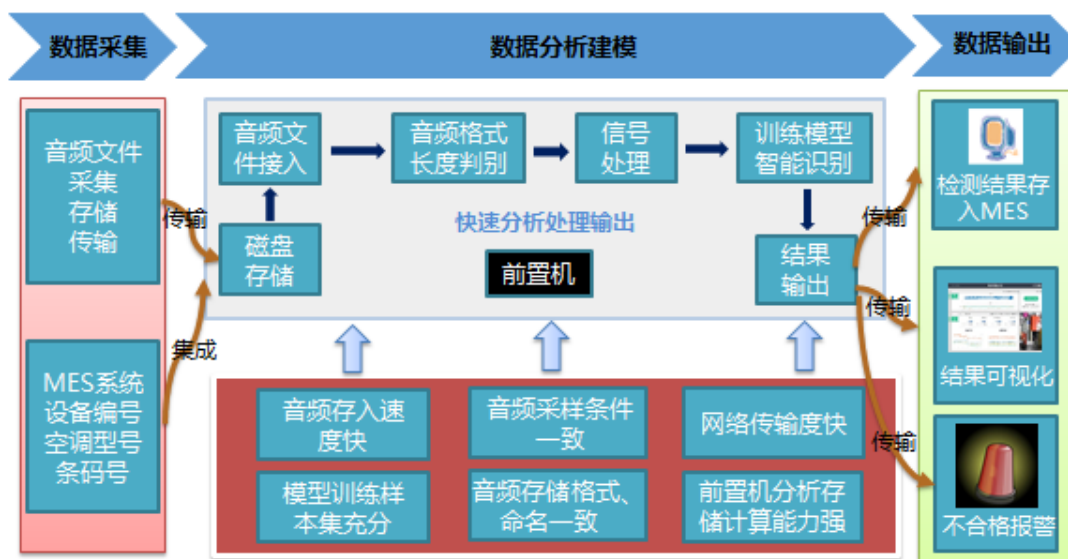 数据采集
数据分析建模
数据输出
音频文件
采集
存储
传输
MES系统
设备编号
空调型号
条码号
传输
集成
音频文
件接入
音频格式
长度判别
信号
处理
训练模型
智能识别
快速分析处理输出
磁盘
存储
前置机
结果
输出
音频存入速
度快
音频采样条件
一致
网络传输度快
模型训练样
本集充分
音频存储格式、
命名一致
前置机分析存
储计算能力强
传输
传输
传输
检测结果存
入MES
结果可视化
不合格报警